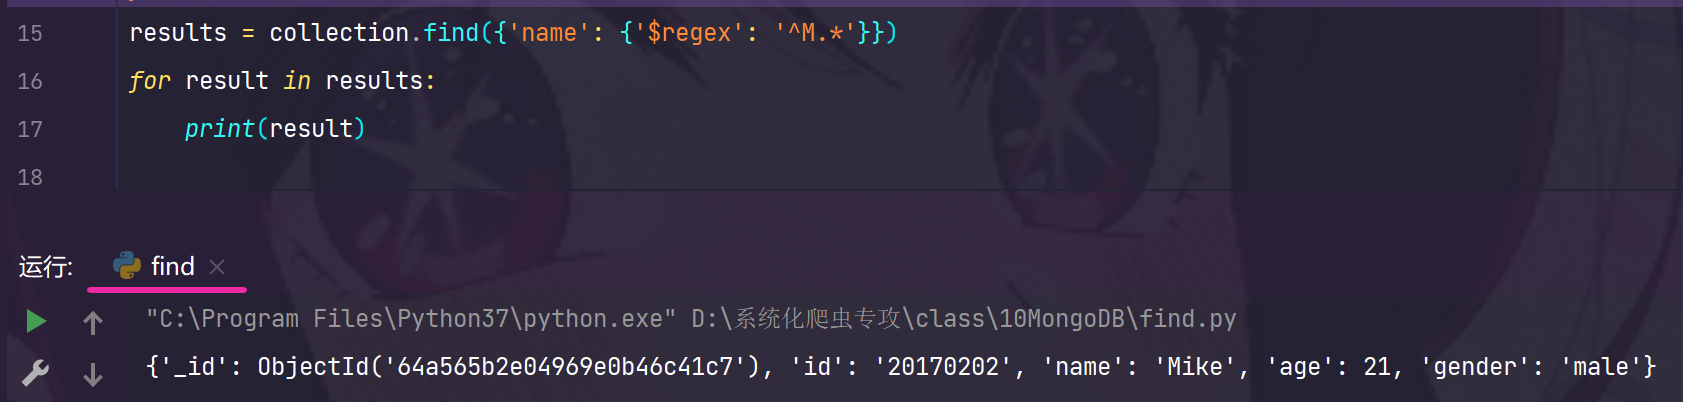 15 results = collection.find({'name': {'$regex': '^M.*'}})
16 for result in results:
17     print(result)
18
运行: find ×
"C:\Program Files\Python37\python.exe" D:\系统化爬虫专攻\class\10MongoDB\find.py
{'_id': ObjectId('64a565b2e04969e0b46c41c7'), 'id': '20170202', 'name': 'Mike', 'age': 21, 'gender': 'male'}